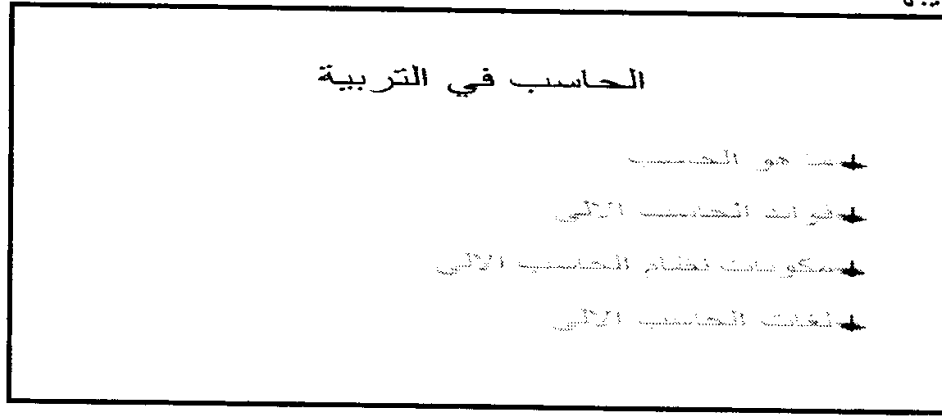 الحاسب في التربية
ما هو الحاسب
فوائد الحاسب الآلي
مكونات نظام الحاسب الآلي
لغات الحاسب الآلي